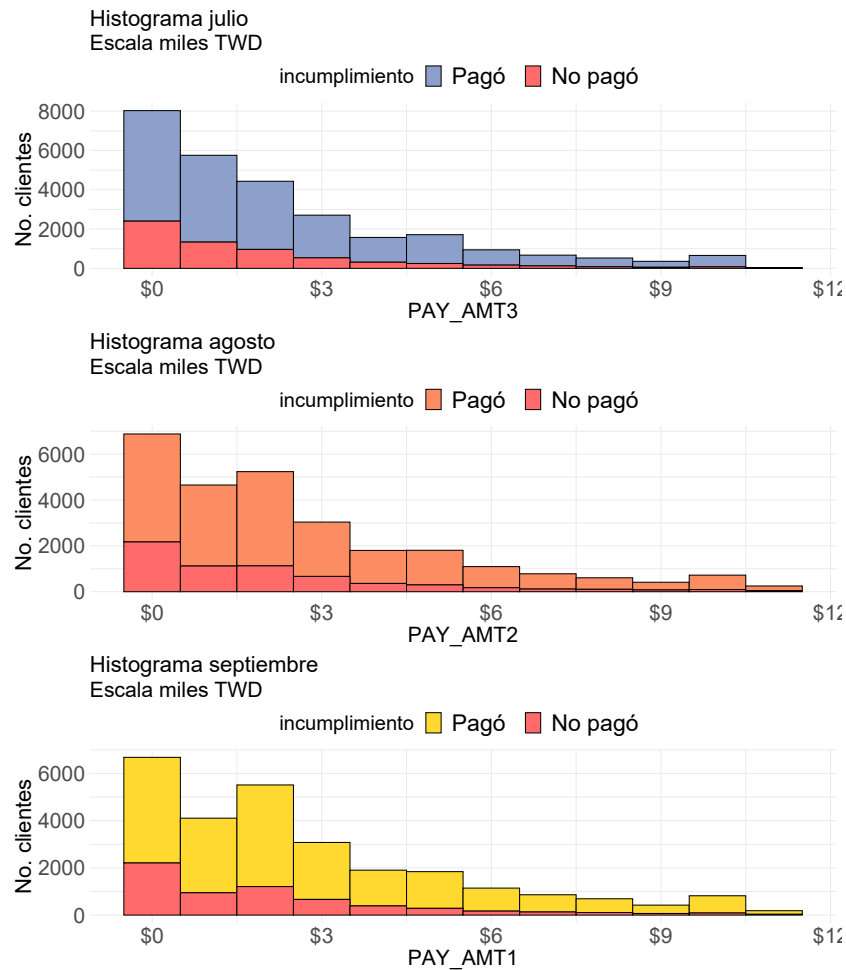 Histograma julio
Escala miles TWD
incumplimiento Pagó No pagó
No. clientes
8000
6000
4000
2000
0
$0 $3 $6 $9 $12
PAY_AMT3
Histograma agosto
Escala miles TWD
incumplimiento Pagó No pagó
No. clientes
6000
4000
2000
0
$0 $3 $6 $9 $12
PAY_AMT2
Histograma septiembre
Escala miles TWD
incumplimiento Pagó No pagó
No. clientes
6000
4000
2000
0
$0 $3 $6 $9 $12
PAY_AMT1